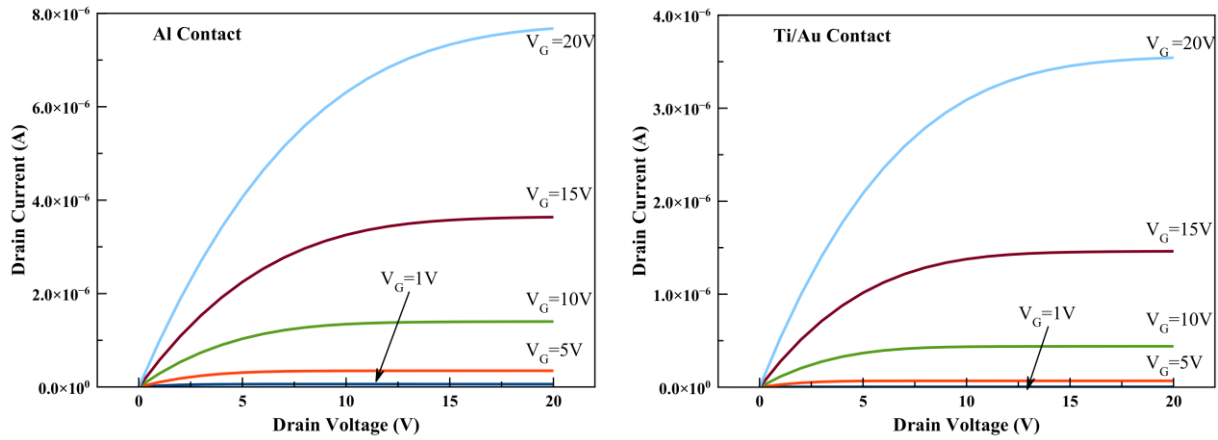 Al Contact
8.0×10⁻⁶
6.0×10⁻⁶
4.0×10⁻⁶
2.0×10⁻⁶
0.0×10⁰
Drain Current (A)
V_G=20V
V_G=15V
V_G=1V
V_G=10V
V_G=5V
0 5 10 15 20
Drain Voltage (V)
Ti/Au Contact
4.0×10⁻⁶
3.0×10⁻⁶
2.0×10⁻⁶
1.0×10⁻⁶
0.0×10⁰
Drain Current (A)
V_G=20V
V_G=15V
V_G=1V
V_G=10V
V_G=5V
0 5 10 15 20
Drain Voltage (V)